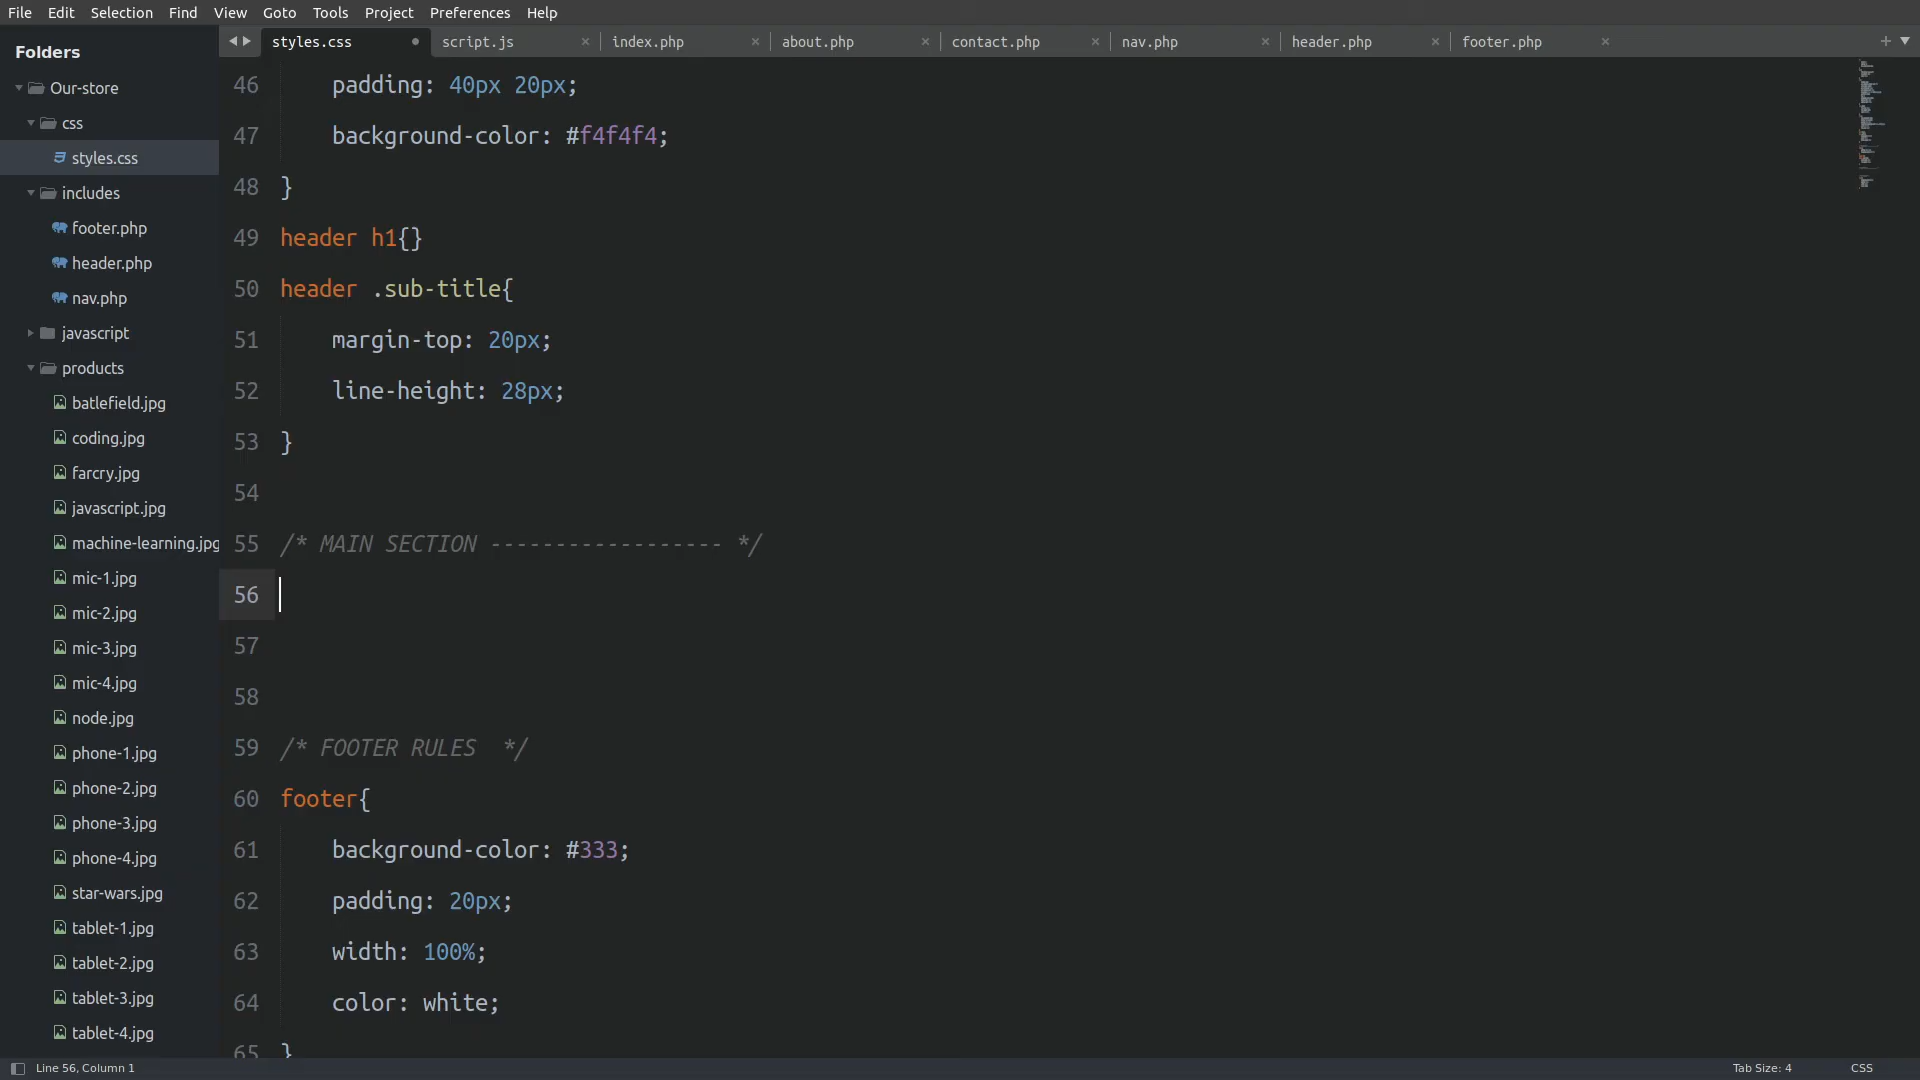 File Edit Selection Find View Goto Tools Project Preferences Help
Folders
Our-store
css
styles.css
includes
footer.php
header.php
nav.php
javascript
products
batlefield.jpg
coding.jpg
farcry.jpg
javascript.jpg
machine-learning.jpg
mic-1.jpg
mic-2.jpg
mic-3.jpg
mic-4.jpg
node.jpg
phone-1.jpg
phone-2.jpg
phone-3.jpg
phone-4.jpg
star-wars.jpg
tablet-1.jpg
tablet-2.jpg
tablet-3.jpg
tablet-4.jpg
styles.css script.js index.php about.php contact.php nav.php header.php footer.php
46 padding: 40px 20px;
47 background-color: #f4f4f4;
48 }
49 header h1{}
50 header .sub-title{
51 margin-top: 20px;
52 line-height: 28px;
53 }
54
55 /* MAIN SECTION ------------------ */
56
57
58
59 /* FOOTER RULES  */
60 footer{
61 background-color: #333;
62 padding: 20px;
63 width: 100%;
64 color: white;
65 }
Line 56, Column 1 Tab Size: 4 CSS